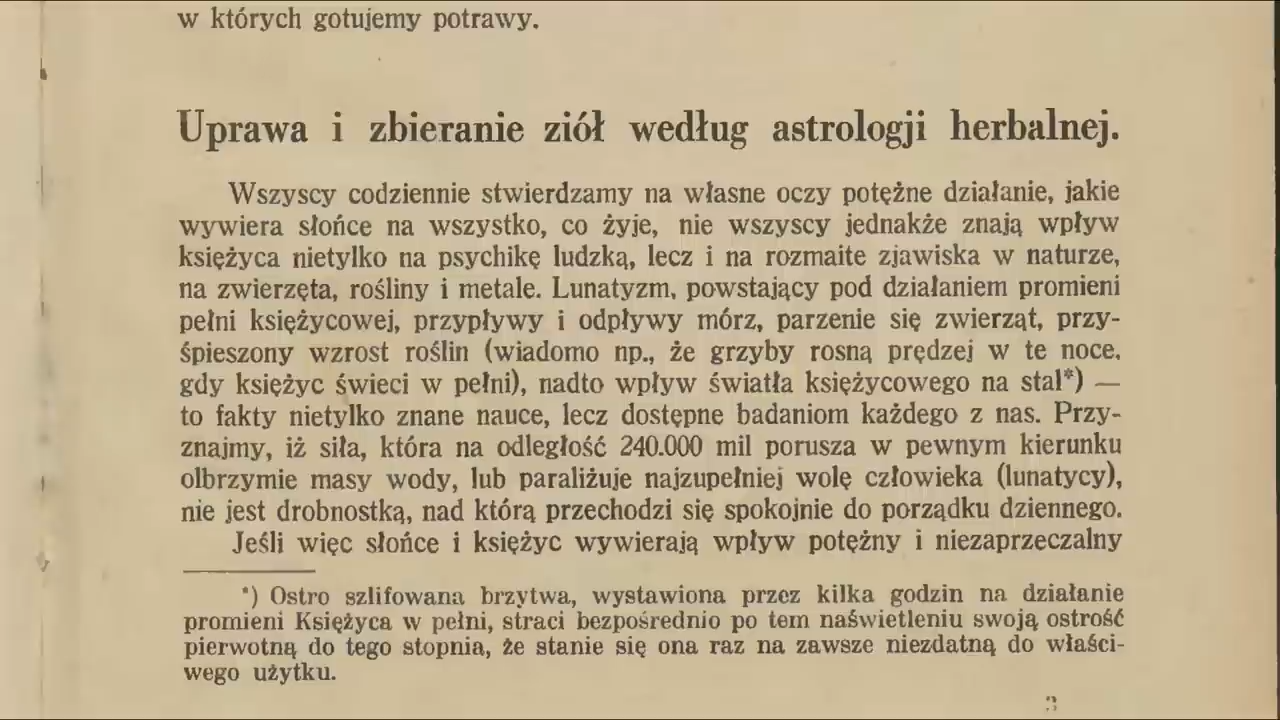 w których gotujemy potrawy.
Uprawa i zbieranie ziół według astrologji herbalnej.
Wszyscy codziennie stwierdzamy na własne oczy potężne działanie, jakie
wywiera słońce na wszystko, co żyje, nie wszyscy jednakże znają wpływ
księżyca nietylko na psychikę ludzką, lecz i na rozmaite zjawiska w naturze,
na zwierzęta, rośliny i metale. Lunatyzm, powstający pod działaniem promieni
pełni księżycowej, przypływy i odpływy mórz, parzenie się zwierząt, przy-
śpieszony wzrost roślin (wiadomo np., że grzyby rosną prędzej w te noce,
gdy księżyc świeci w pełni), nadto wpływ światła księżycowego na stal*) —
to fakty nietylko znane nauce, lecz dostępne badaniom każdego z nas. Przy-
znajmy, iż siła, która na odległość 240.000 mil porusza w pewnym kierunku
olbrzymie masy wody, lub paraliżuje najzupełniej wolę człowieka (lunatycy),
nie jest drobnostką, nad którą przechodzi się spokojnie do porządku dziennego.
Jeśli więc słońce i księżyc wywierają wpływ potężny i niezaprzeczalny
*) Ostro szlifowana brzytwa, wystawiona przez kilka godzin na działanie
promieni Księżyca w pełni, straci bezpośrednio po tem naświetleniu swoją ostrość
pierwotną do tego stopnia, że stanie się ona raz na zawsze niezdatną do właści-
wego użytku.